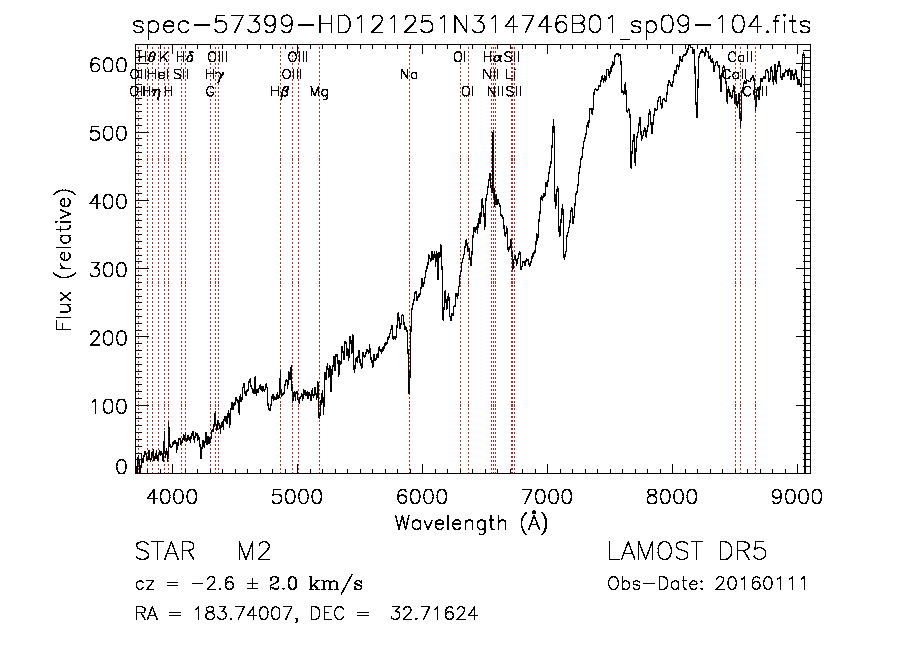 spec−57399−HD121251N314746B01_sp09−104.fits
Hθ K Hδ OIII OIII OI Hα SII CaII
OII HeI SII Hγ OIII Na NII Li CaII
OII Hη H G Hβ Mg OI NII SII CaII
600
500
400
300
200
100
0
Flux (relative)
4000 5000 6000 7000 8000 9000
Wavelength (Å)
STAR M2 LAMOST DR5
cz = −2.6 ± 2.0 km/s Obs−Date: 20160111
RA = 183.74007, DEC = 32.71624